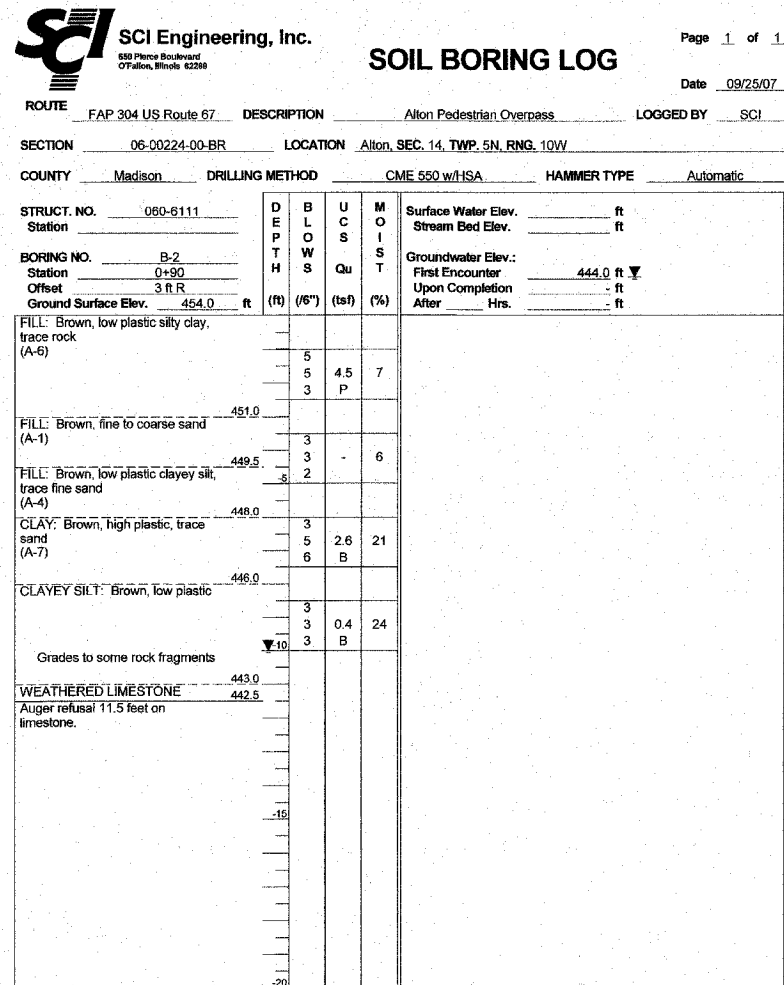 SCI
SCI Engineering, Inc.
650 Pierce Boulevard
O'Fallon, Illinois 62269
SOIL BORING LOG
Page 1 of 1
Date 09/25/07
ROUTE FAP 304 US Route 67 DESCRIPTION Alton Pedestrian Overpass LOGGED BY SCI
SECTION 06-00224-00-BR LOCATION Alton, SEC. 14, TWP. 5N, RNG. 10W
COUNTY Madison DRILLING METHOD CME 550 w/HSA HAMMER TYPE Automatic
STRUCT. NO. 060-6111
Station
BORING NO. B-2
Station 0+90
Offset 3 ft R
Ground Surface Elev. 454.0 ft
DEPTH (ft)
BLOWS (/6")
UCS Qu (tsf)
MOIST (%)
Surface Water Elev. ft
Stream Bed Elev. ft
Groundwater Elev.:
First Encounter 444.0 ft ▼
Upon Completion - ft
After Hrs. - ft
FILL: Brown, low plastic silty clay,
trace rock
(A-6)
5
5 4.5 7
3 P
451.0
FILL: Brown, fine to coarse sand
(A-1)
3
3 - 6
449.5
FILL: Brown, low plastic clayey silt,
-5 2
trace fine sand
(A-4)
448.0
CLAY: Brown, high plastic, trace
3
sand
5 2.6 21
(A-7)
6 B
446.0
CLAYEY SILT: Brown, low plastic
3
3 0.4 24
▼-10 3 B
Grades to some rock fragments
443.0
WEATHERED LIMESTONE 442.5
Auger refusal 11.5 feet on
limestone.
-15
-20